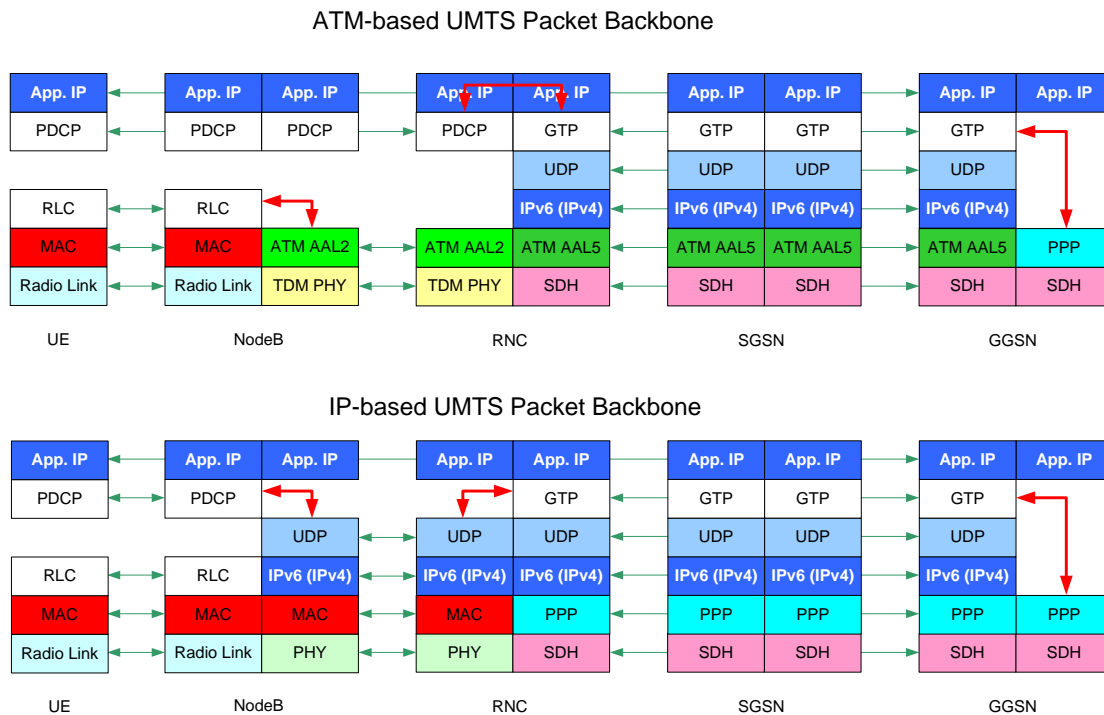 ATM-based UMTS Packet Backbone
App. IP App. IP App. IP App. IP App. IP App. IP App. IP App. IP App. IP
PDCP PDCP PDCP PDCP GTP GTP GTP GTP
UDP UDP UDP UDP
RLC RLC IPv6 (IPv4) IPv6 (IPv4) IPv6 (IPv4) IPv6 (IPv4)
MAC MAC ATM AAL2 ATM AAL2 ATM AAL5 ATM AAL5 ATM AAL5 ATM AAL5 PPP
Radio Link Radio Link TDM PHY TDM PHY SDH SDH SDH SDH SDH
UE NodeB RNC SGSN GGSN
IP-based UMTS Packet Backbone
App. IP App. IP App. IP App. IP App. IP App. IP App. IP App. IP App. IP
PDCP PDCP GTP GTP GTP GTP
UDP UDP UDP UDP UDP UDP
RLC RLC IPv6 (IPv4) IPv6 (IPv4) IPv6 (IPv4) IPv6 (IPv4) IPv6 (IPv4) IPv6 (IPv4)
MAC MAC MAC MAC PPP PPP PPP PPP PPP
Radio Link Radio Link PHY PHY SDH SDH SDH SDH SDH
UE NodeB RNC SGSN GGSN